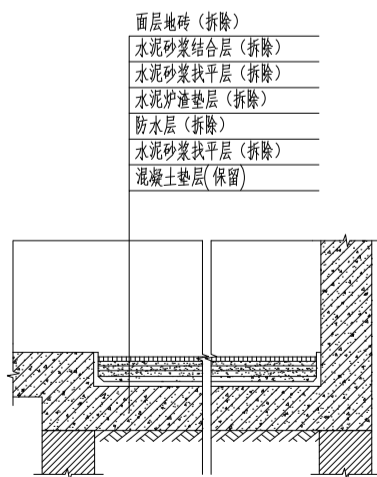 面层地砖（拆除）
水泥砂浆结合层（拆除）
水泥砂浆找平层（拆除）
水泥炉渣垫层（拆除）
防水层（拆除）
水泥砂浆找平层（拆除）
混凝土垫层(保留)